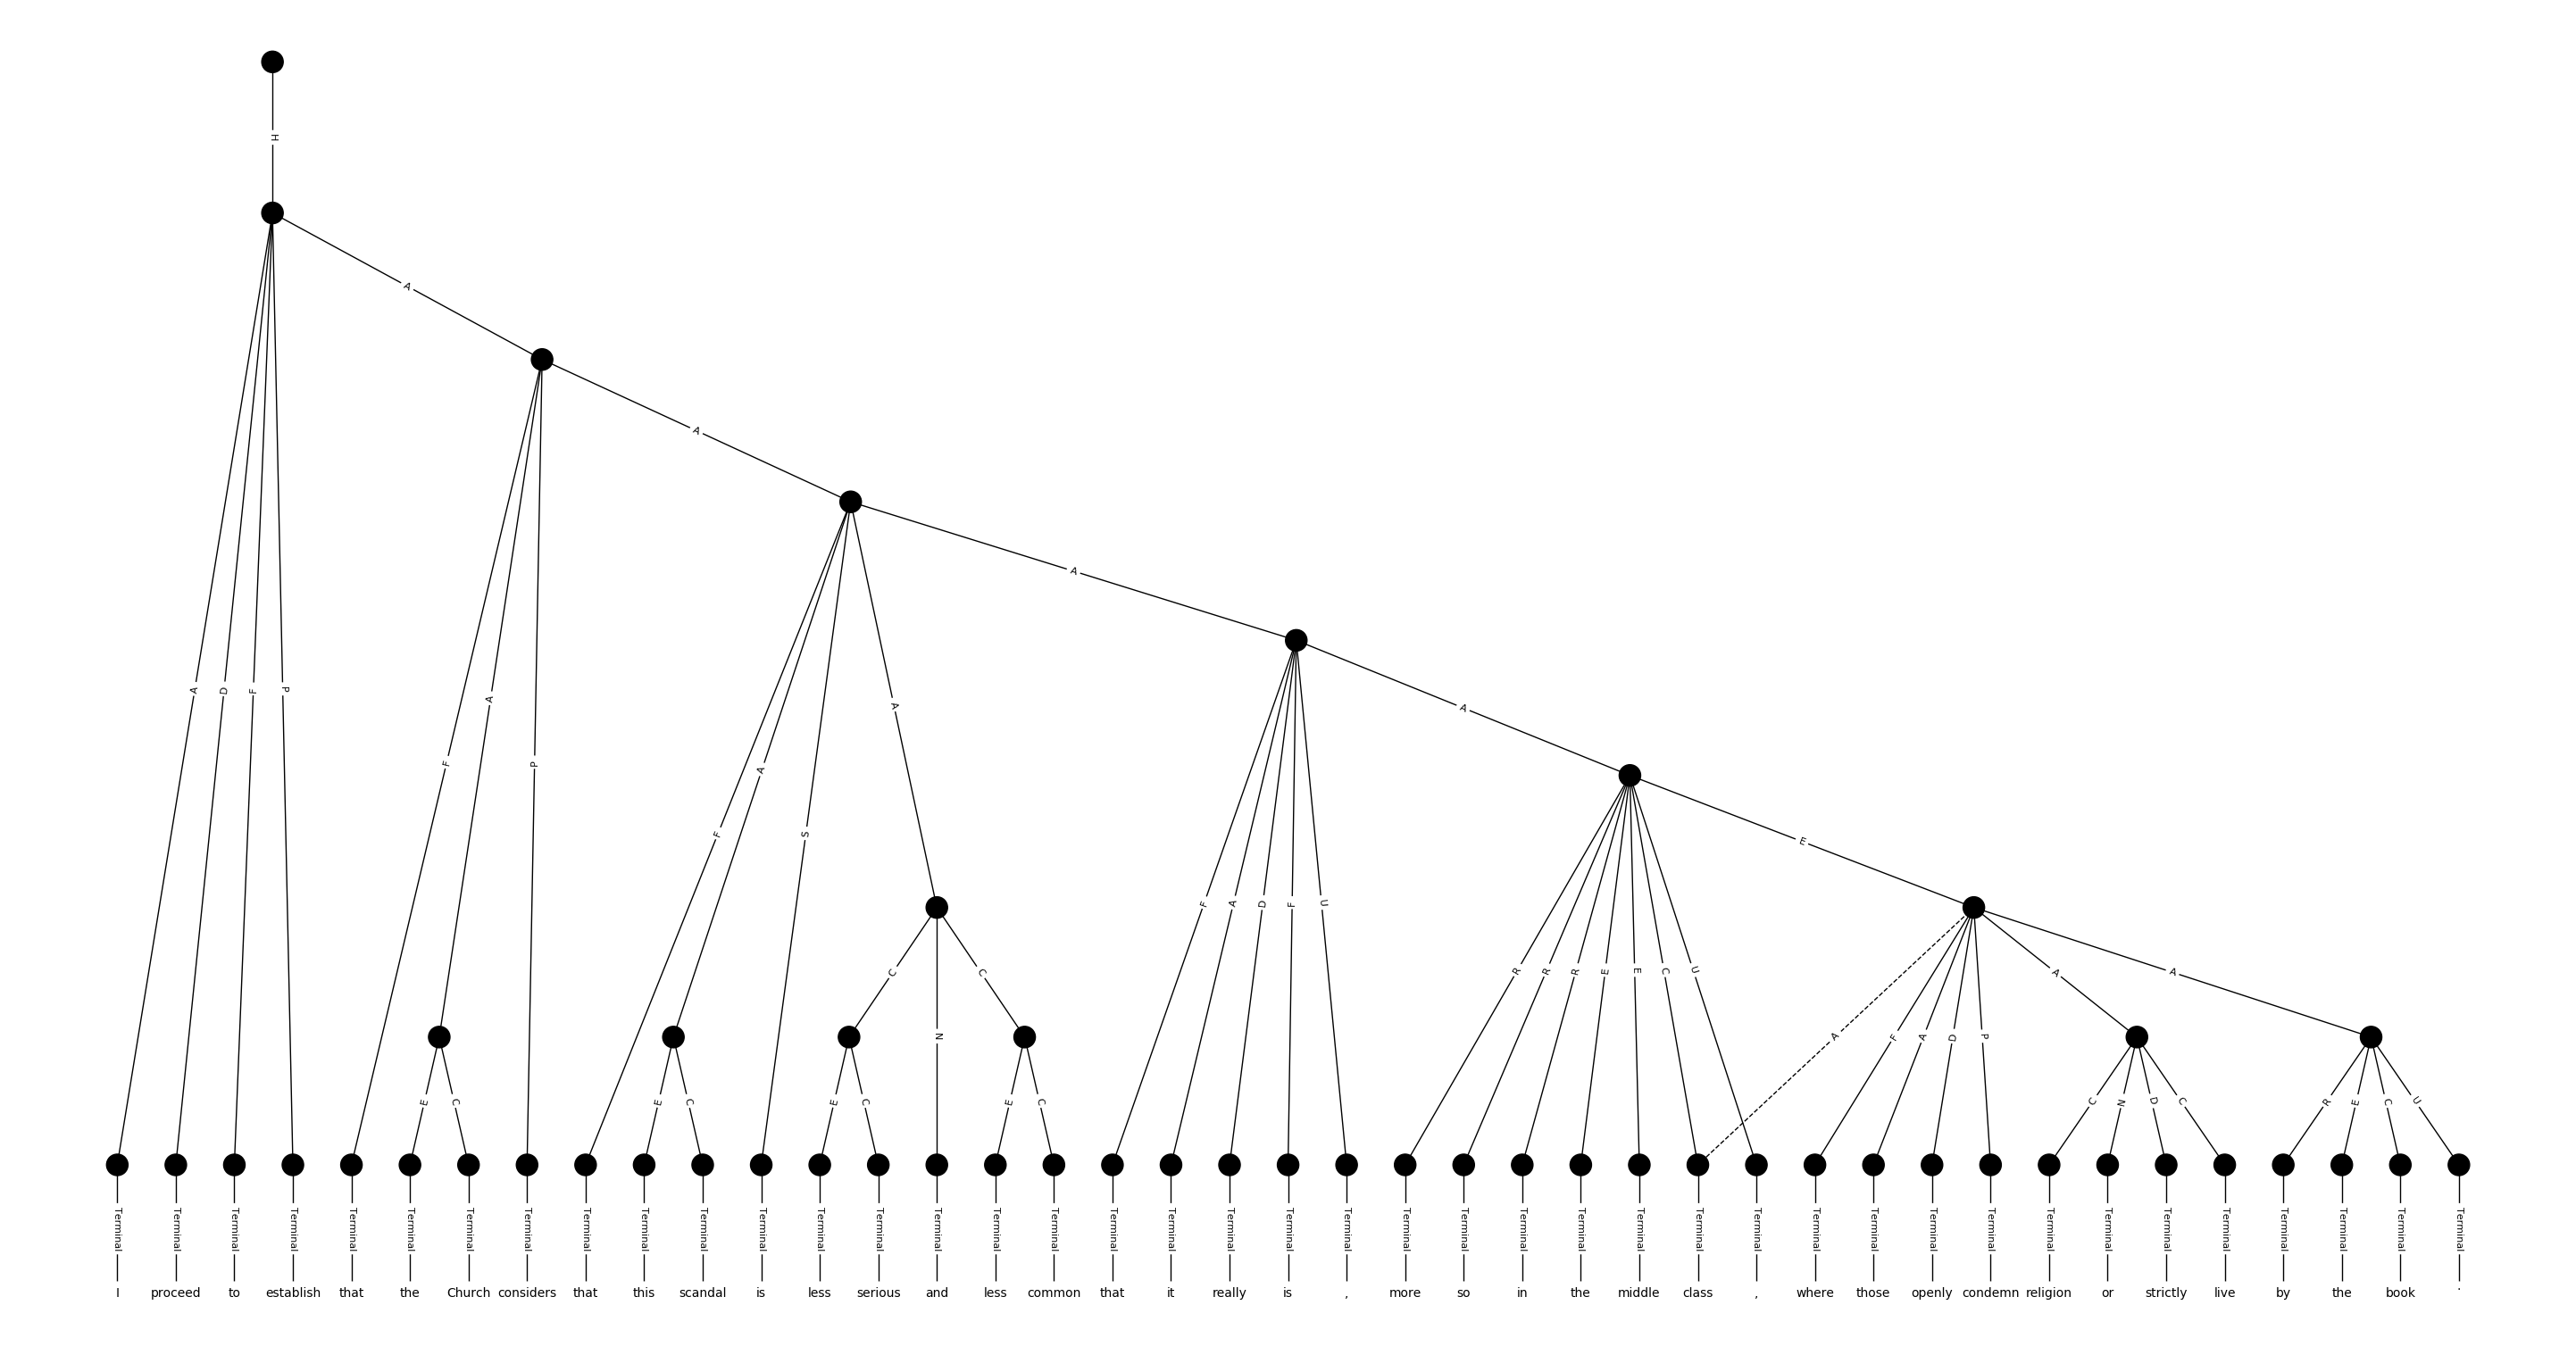 H
A
A
A
A
D
F
P
A
F
A
P
A
F
A
S
E
F
A
D
F
U
R
R
R
E
E
C
U
A
A
C
N
C
A
F
A
D
P
E
C
E
C
E
C
E
C
C
N
D
C
R
E
C
U
Terminal Terminal Terminal Terminal Terminal Terminal Terminal Terminal Terminal Terminal Terminal Terminal Terminal Terminal Terminal Terminal Terminal Terminal Terminal Terminal Terminal Terminal Terminal Terminal Terminal Terminal Terminal Terminal Terminal Terminal Terminal Terminal Terminal Terminal Terminal Terminal Terminal Terminal Terminal Terminal Terminal
I proceed to establish that the Church considers that this scandal is less serious and less common that it really is , more so in the middle class , where those openly condemn religion or strictly live by the book .